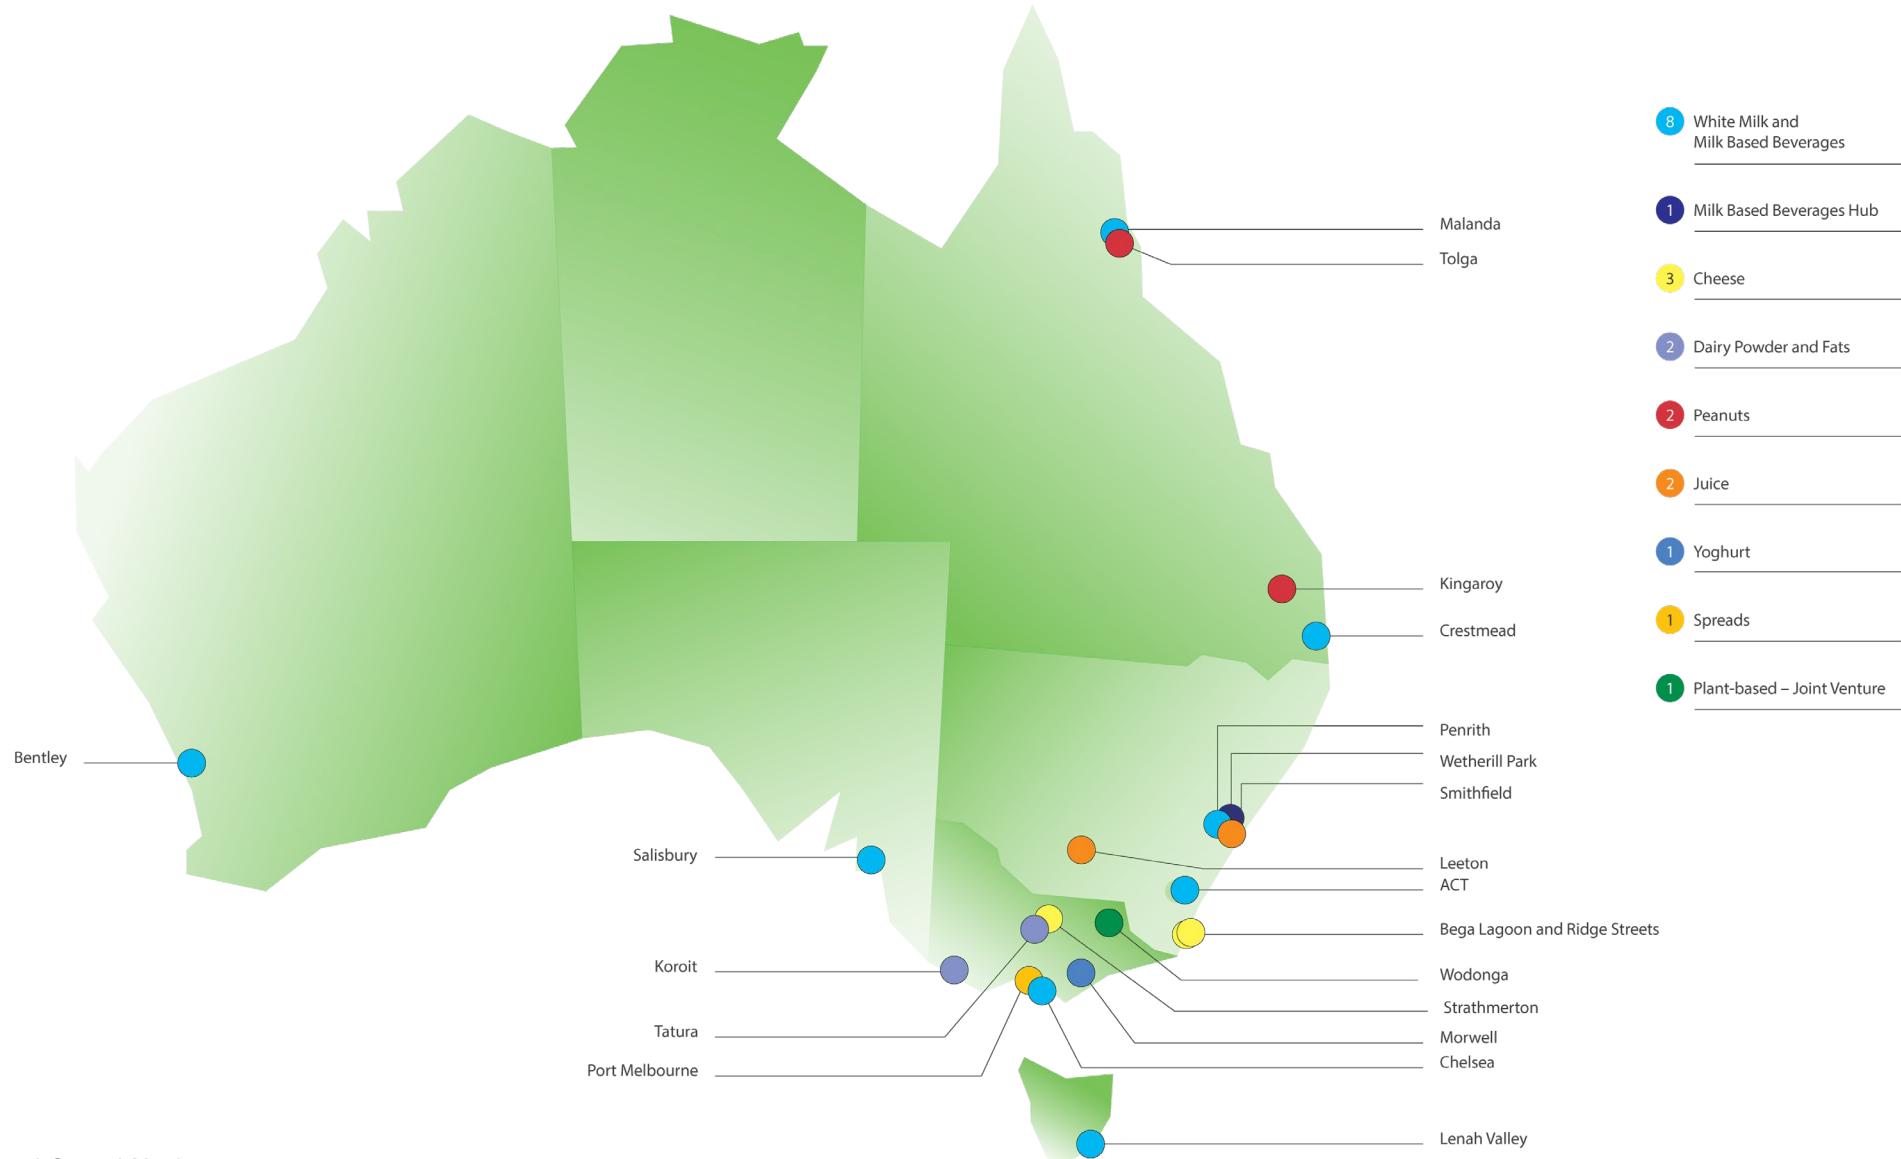 8 White Milk and
Milk Based Beverages
1 Milk Based Beverages Hub
3 Cheese
2 Dairy Powder and Fats
2 Peanuts
2 Juice
1 Yoghurt
1 Spreads
1 Plant-based – Joint Venture
Malanda
Tolga
Kingaroy
Crestmead
Penrith
Wetherill Park
Smithfield
Leeton
ACT
Bega Lagoon and Ridge Streets
Wodonga
Strathmerton
Morwell
Chelsea
Lenah Valley
Bentley
Salisbury
Koroit
Tatura
Port Melbourne